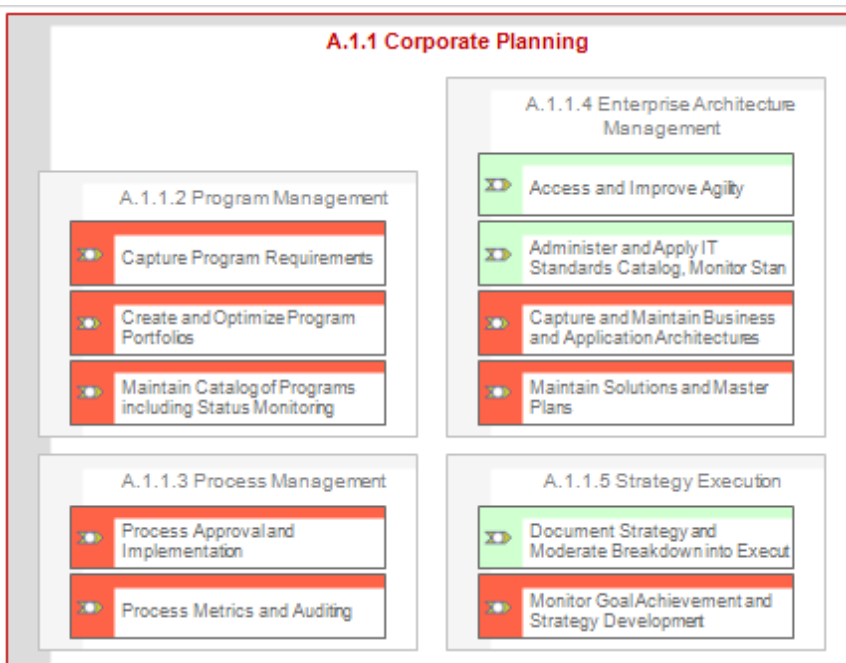 A.1.1 Corporate Planning
A.1.1.2 Program Management
Capture Program Requirements
Create and Optimize Program
Portfolios
Maintain Catalog of Programs
including Status Monitoring
A.1.1.3 Process Management
Process Approval and
Implementation
Process Metrics and Auditing
A.1.1.4 Enterprise Architecture
Management
Access and Improve Agility
Administer and Apply IT
Standards Catalog, Monitor Stan
Capture and Maintain Business
and Application Architectures
Maintain Solutions and Master
Plans
A.1.1.5 Strategy Execution
Document Strategy and
Moderate Breakdown into Execut
Monitor Goal Achievement and
Strategy Development